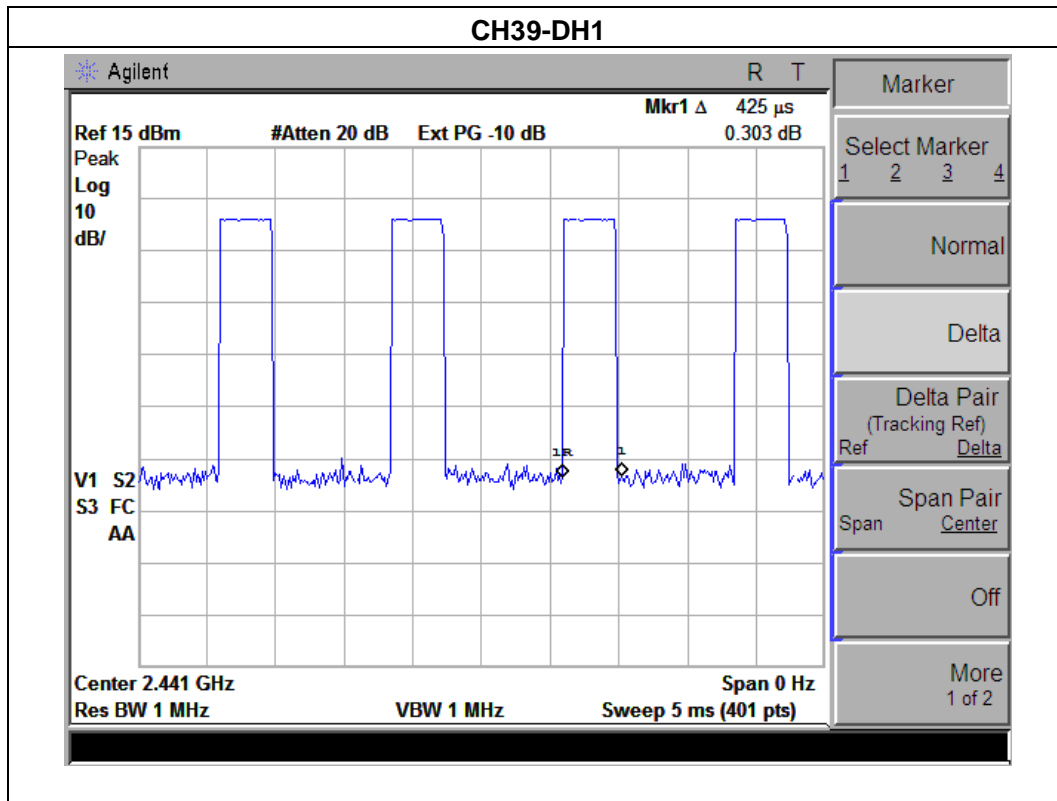 CH39-DH1
Agilent
R T
Mkr1 Δ 425 μs
Ref 15 dBm #Atten 20 dB Ext PG -10 dB 0.303 dB
Peak
Log
10
dB/
1R 1
V1 S2
S3 FC
AA
Center 2.441 GHz Span 0 Hz
Res BW 1 MHz VBW 1 MHz Sweep 5 ms (401 pts)
Marker
Select Marker
1 2 3 4
Normal
Delta
Delta Pair
(Tracking Ref)
Ref Delta
Span Pair
Span Center
Off
More
1 of 2